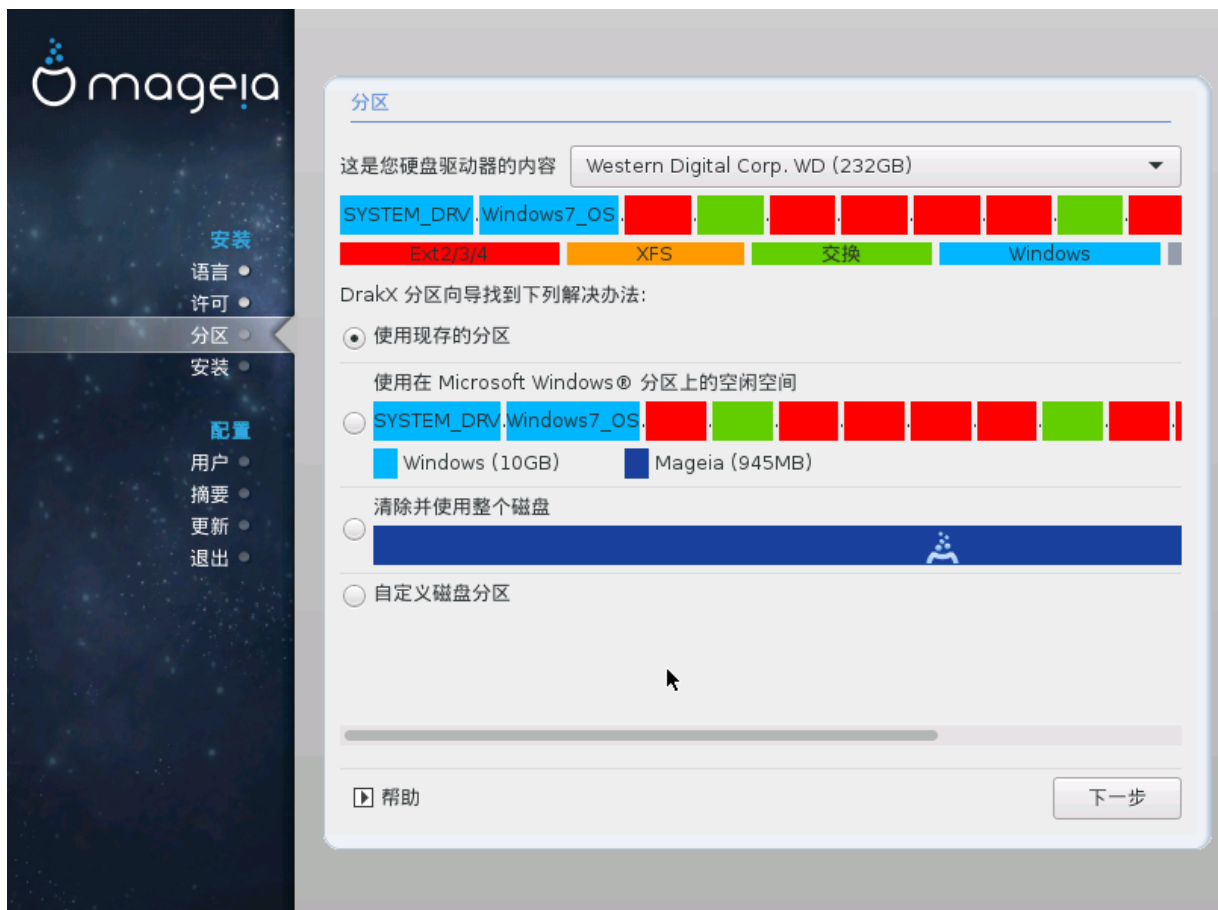 mageia
安装
语言
许可
分区
安装
配置
用户
摘要
更新
退出
分区
这是您硬盘驱动器的内容 Western Digital Corp. WD (232GB)
SYSTEM_DRV Windows7_OS
Ext2/3/4 XFS 交换 Windows
DrakX 分区向导找到下列解决办法:
使用现存的分区
使用在 Microsoft Windows® 分区上的空闲空间
SYSTEM_DRV Windows7_OS
Windows (10GB) Mageia (945MB)
清除并使用整个磁盘
自定义磁盘分区
帮助 下一步